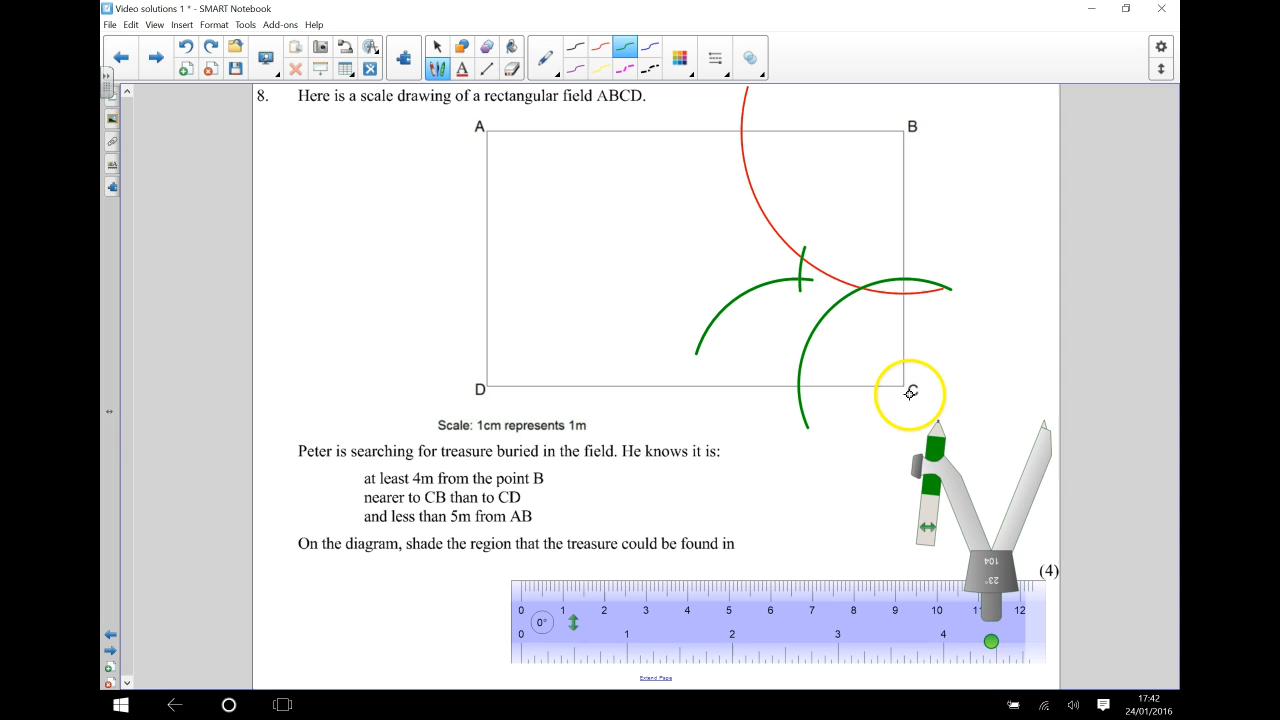 Video solutions 1 * - SMART Notebook
File Edit View Insert Format Tools Add-ons Help
8. Here is a scale drawing of a rectangular field ABCD.
A
B
D
C
Scale: 1cm represents 1m
Peter is searching for treasure buried in the field. He knows it is:
at least 4m from the point B
nearer to CB than to CD
and less than 5m from AB
On the diagram, shade the region that the treasure could be found in
(4)
104
23°
0 1 2 3 4 5 6 7 8 9 10 11 12
0°
0 1 2 3 4
Extend Page
17:42
24/01/2016